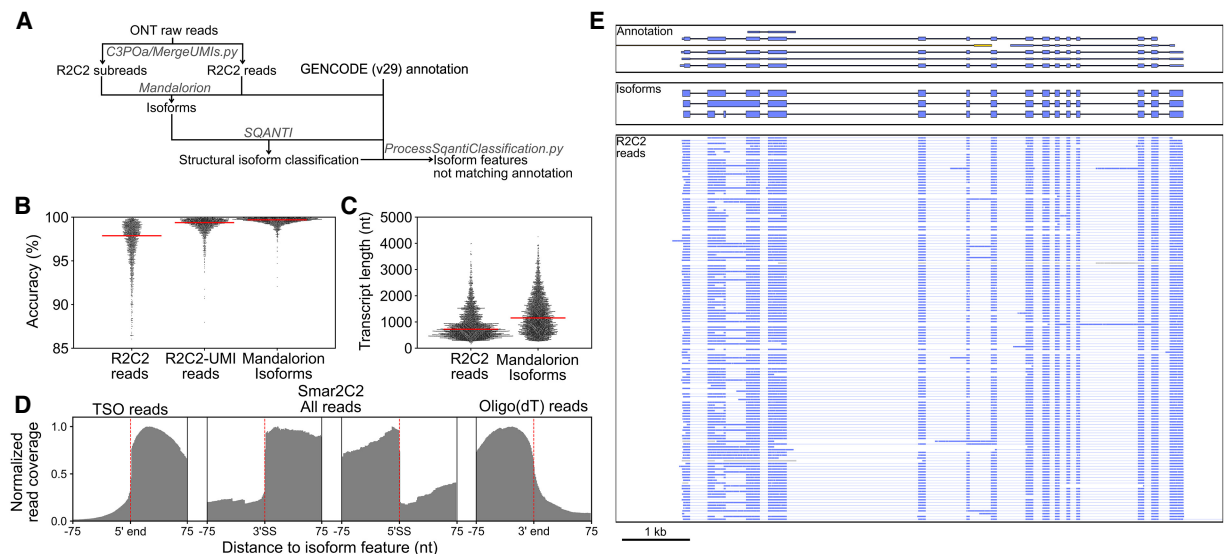 A
ONT raw reads
C3POa/MergeUMIs.py
R2C2 subreads
R2C2 reads
GENCODE (v29) annotation
Mandalorion
Isoforms
SQANTI
ProcessSqantiClassification.py
Structural isoform classification
Isoform features
not matching annotation
B
Accuracy (%)
100
95
90
85
R2C2
reads
R2C2-UMI
reads
Mandalorion
Isoforms
C
Transcript length (nt)
5000
4000
3000
2000
1000
0
R2C2
reads
Mandalorion
Isoforms
D
Smar2C2
TSO reads
All reads
Oligo(dT) reads
Normalized
read coverage
1.0
0.5
0.0
-75 5' end 75 -75 3'SS 75 -75 5'SS 75 -75 3' end 75
Distance to isoform feature (nt)
E
Annotation
Isoforms
R2C2
reads
1 kb